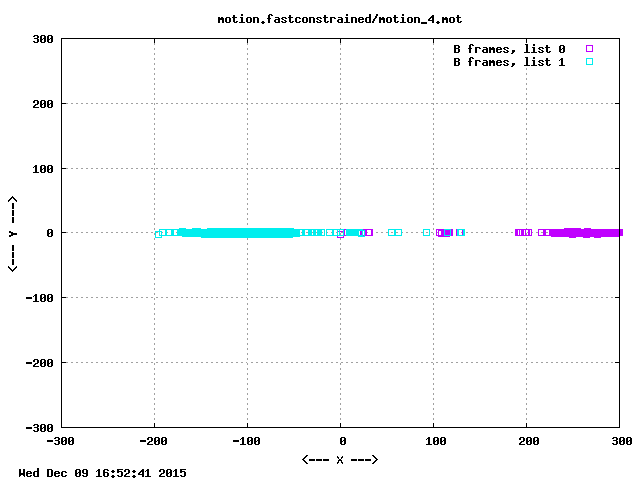 motion.fastconstrained/motion_4.mot
B frames, list 0
B frames, list 1
300
200
100
0
-100
-200
-300
<--- Y --->
-300 -200 -100 0 100 200 300
<--- X --->
Wed Dec 09 16:52:41 2015